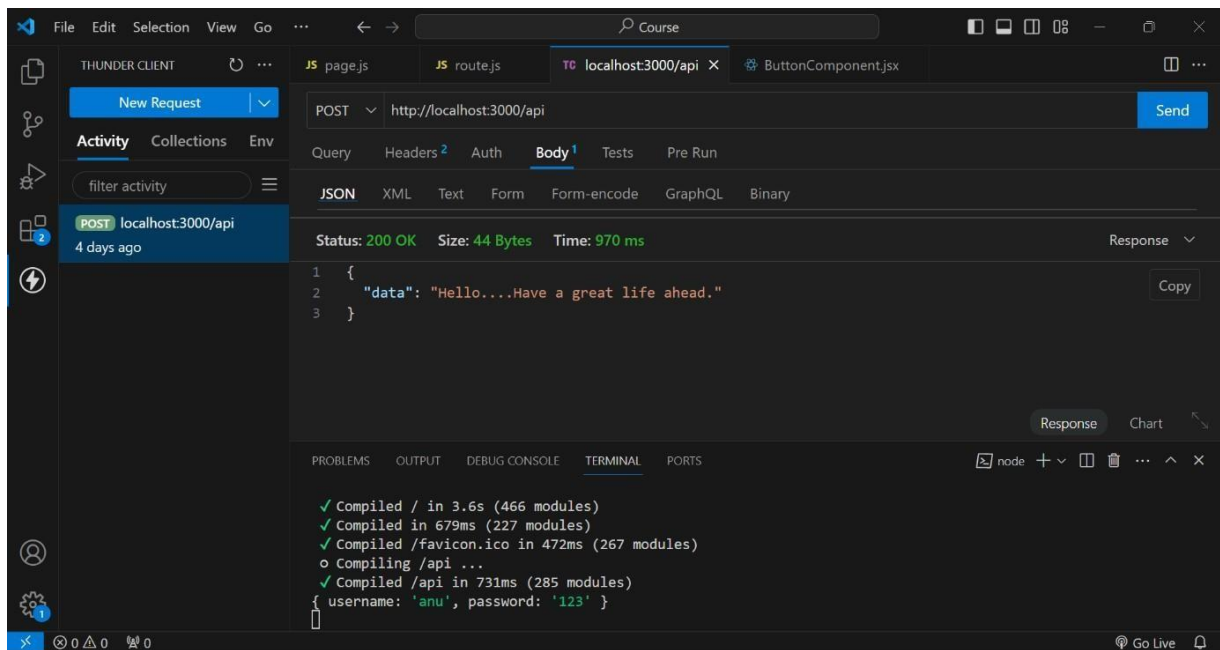 File Edit Selection View Go ··· ← → Course
THUNDER CLIENT ···
New Request
Activity Collections Env
filter activity
POST localhost:3000/api
4 days ago
2
1
JS page.js JS route.js TC localhost:3000/api × ButtonComponent.jsx ···
POST http://localhost:3000/api Send
Query Headers 2 Auth Body 1 Tests Pre Run
JSON XML Text Form Form-encode GraphQL Binary
Status: 200 OK Size: 44 Bytes Time: 970 ms Response
1 {
2 "data": "Hello....Have a great life ahead."
3 }
Copy
Response Chart
PROBLEMS OUTPUT DEBUG CONSOLE TERMINAL PORTS node + ··· ×
✓ Compiled / in 3.6s (466 modules)
✓ Compiled in 679ms (227 modules)
✓ Compiled /favicon.ico in 472ms (267 modules)
○ Compiling /api ...
✓ Compiled /api in 731ms (285 modules)
{ username: 'anu', password: '123' }
0 0 0 Go Live